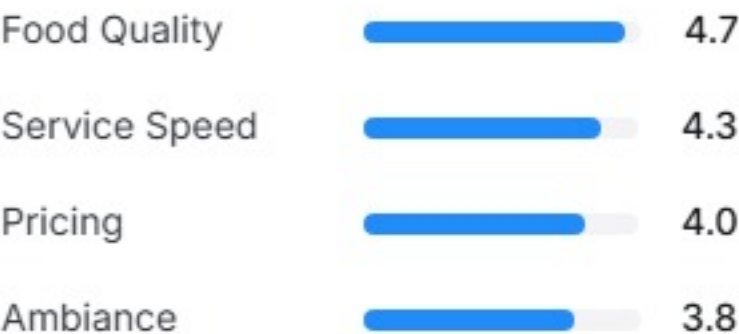 Food Quality 4.7
Service Speed 4.3
Pricing 4.0
Ambiance 3.8